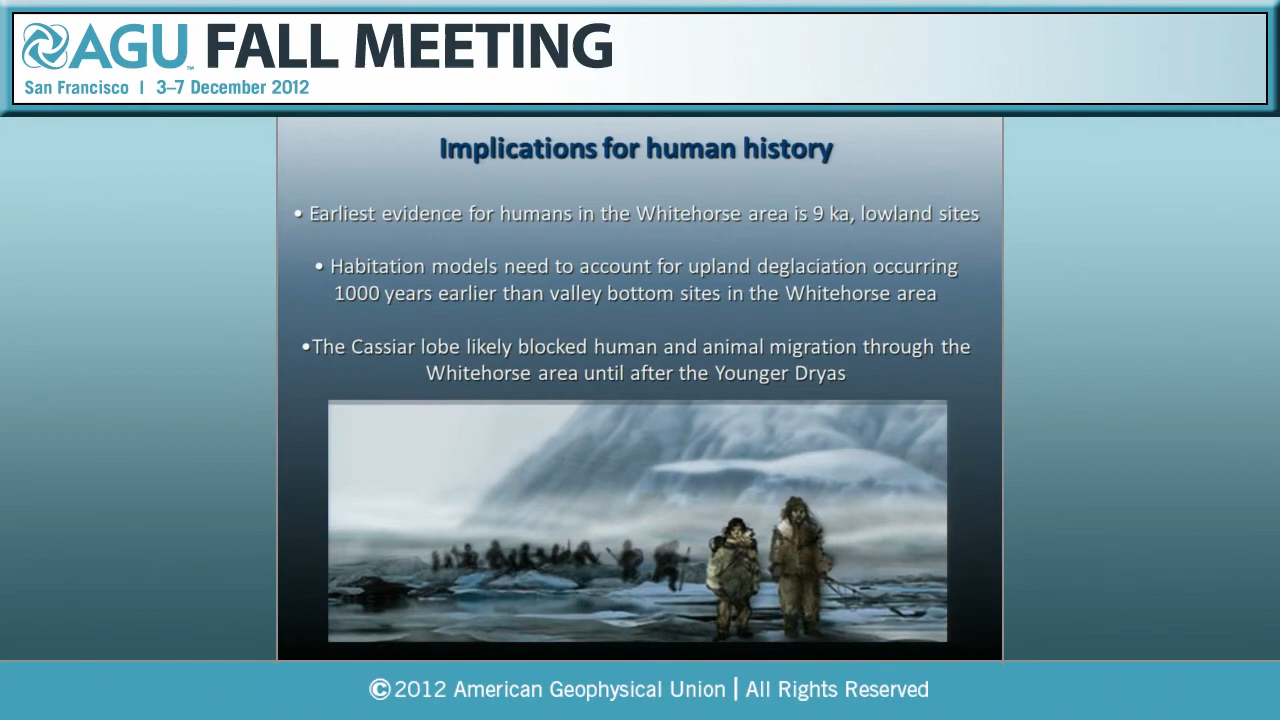 AGU™ FALL MEETING
San Francisco | 3–7 December 2012
Implications for human history
• Earliest evidence for humans in the Whitehorse area is 9 ka, lowland sites
• Habitation models need to account for upland deglaciation occurring
1000 years earlier than valley bottom sites in the Whitehorse area
•The Cassiar lobe likely blocked human and animal migration through the
Whitehorse area until after the Younger Dryas
©2012 American Geophysical Union | All Rights Reserved